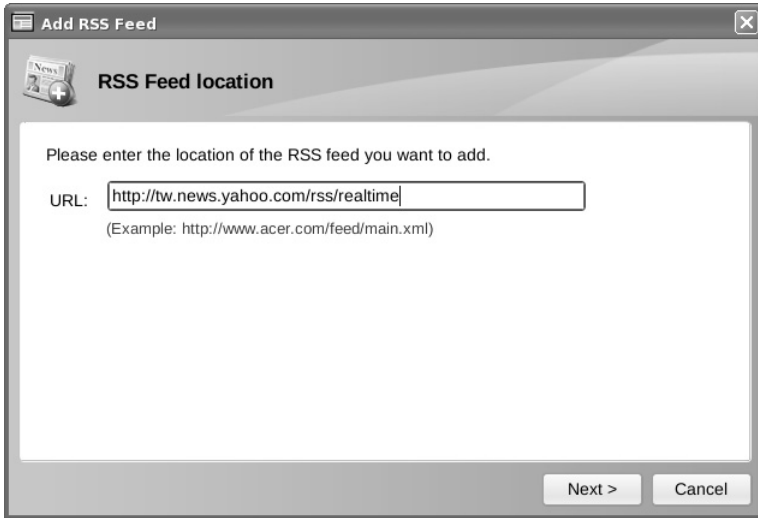 Add RSS Feed
News
RSS Feed location
Please enter the location of the RSS feed you want to add.
URL: http://tw.news.yahoo.com/rss/realtime
(Example: http://www.acer.com/feed/main.xml)
Next > Cancel